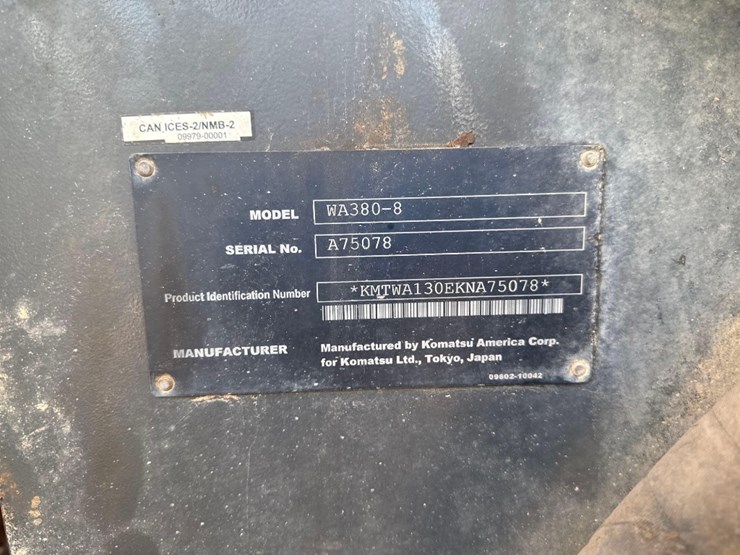 CAN ICES-2/NMB-2
09979-00001
MODEL WA380-8
SERIAL No. A75078
Product Identification Number *KMTWA130EKNA75078*
MANUFACTURER Manufactured by Komatsu America Corp.
for Komatsu Ltd., Tokyo, Japan
09602-10042